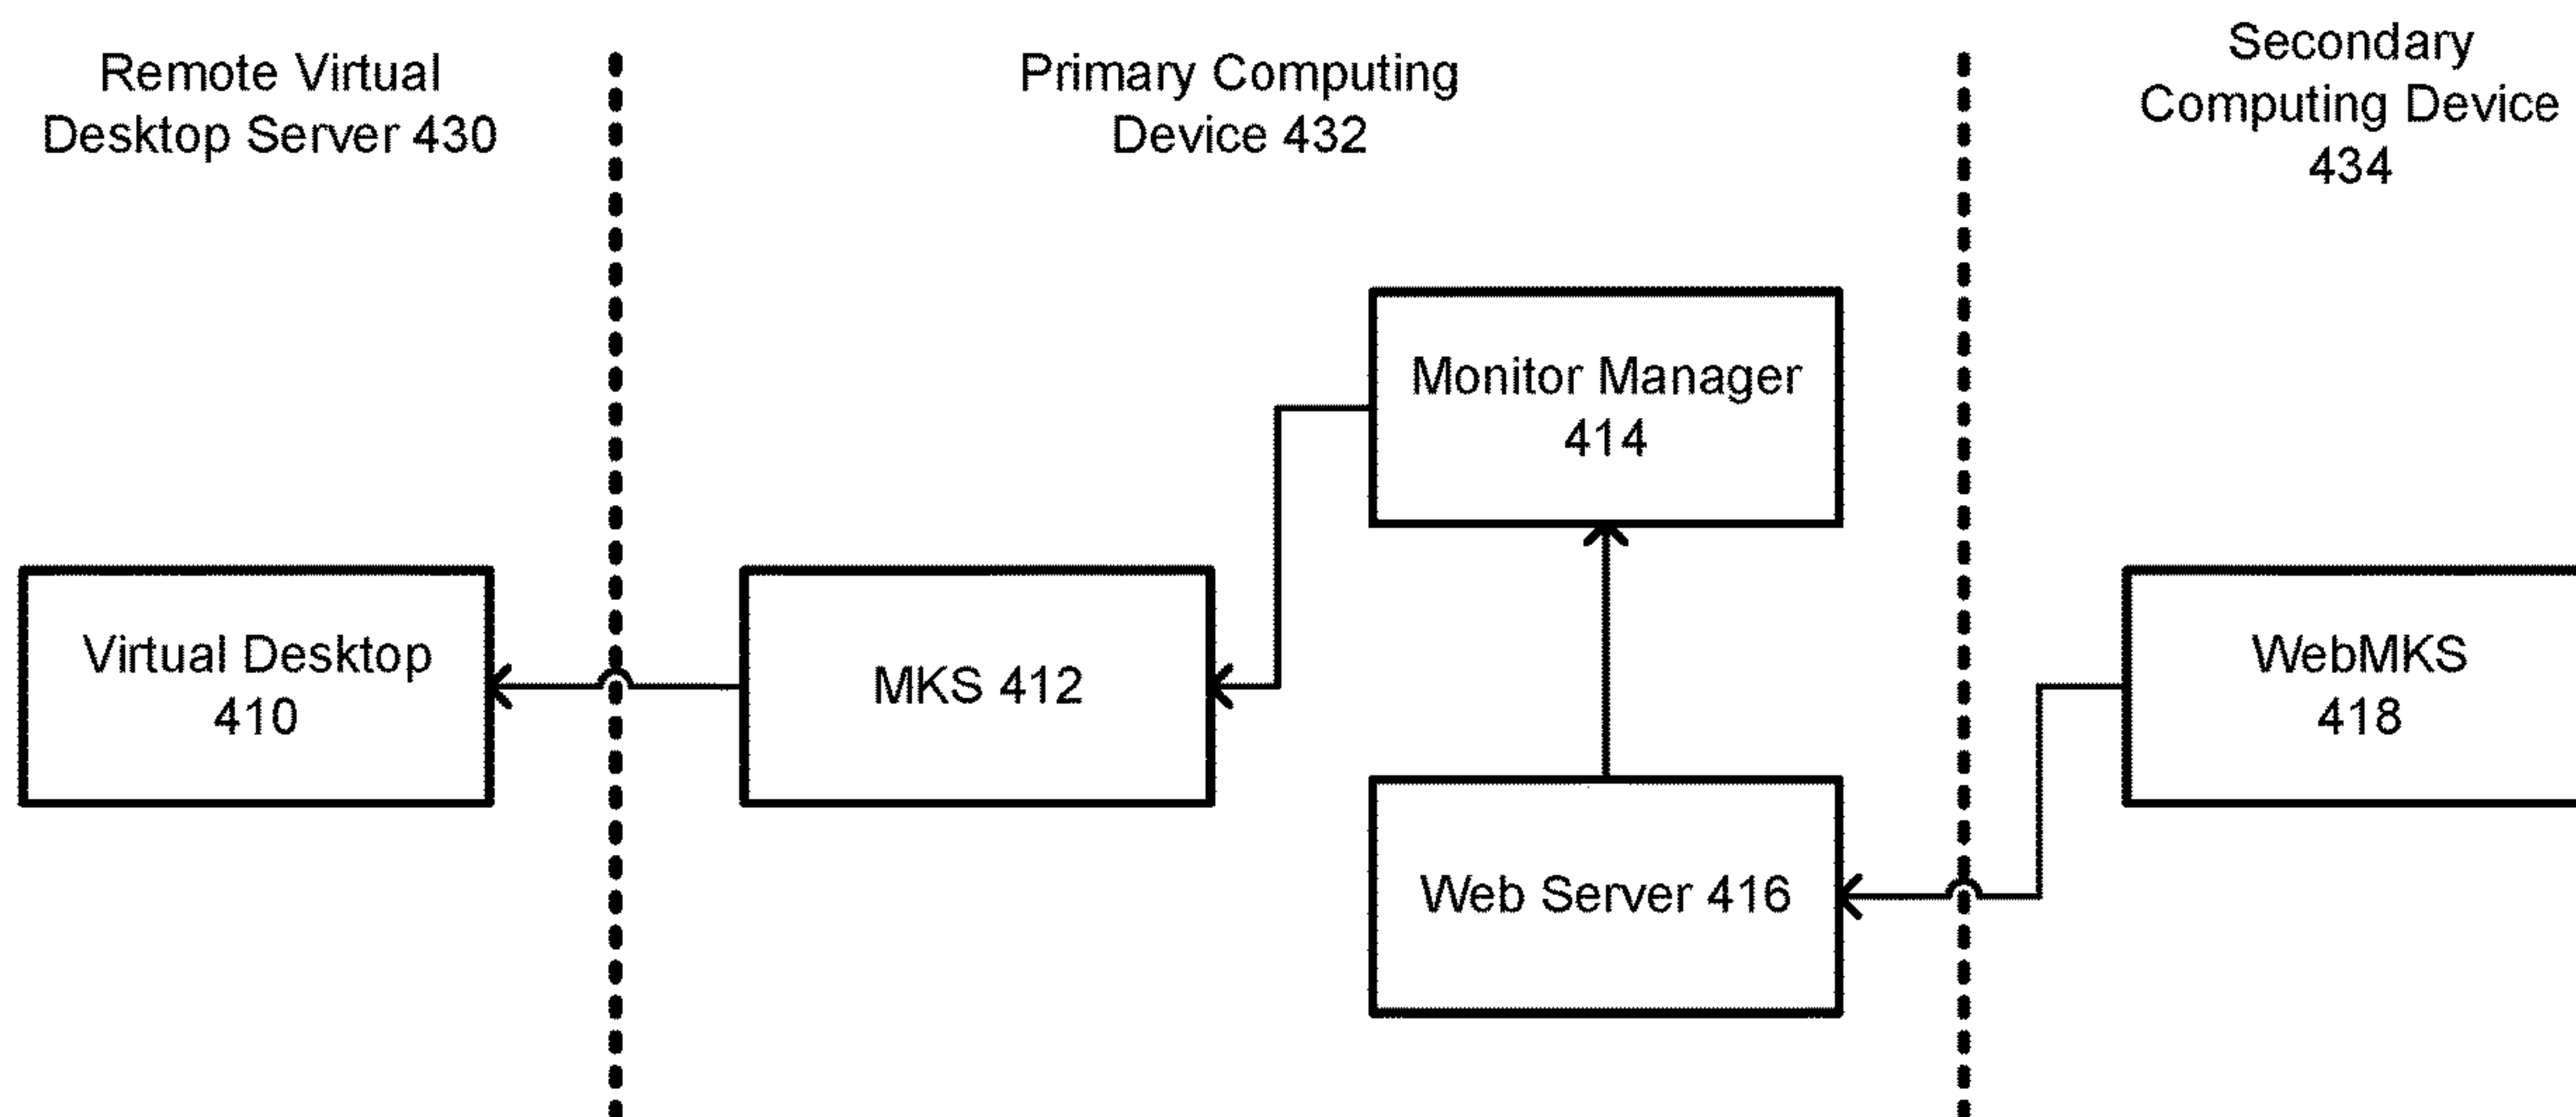 Remote Virtual
Desktop Server 430
Primary Computing
Device 432
Secondary
Computing Device
434
Monitor Manager
414
Virtual Desktop
410
MKS 412
WebMKS
418
Web Server 416